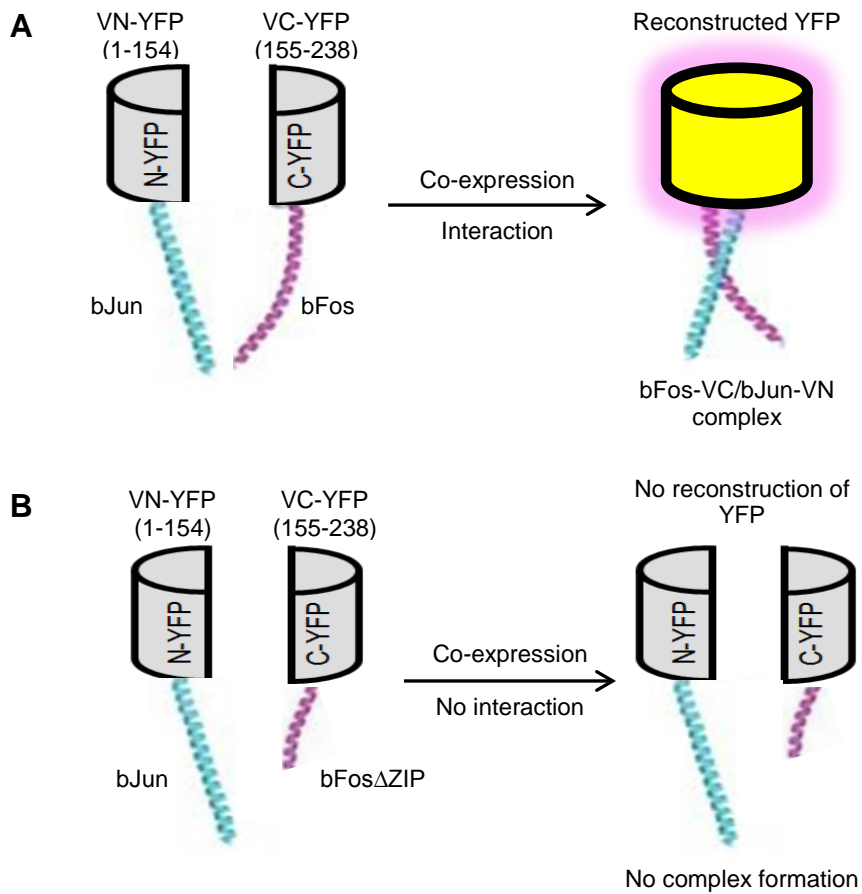 A
VN-YFP
(1-154)
VC-YFP
(155-238)
Reconstructed YFP
N-YFP
C-YFP
Co-expression
Interaction
bJun
bFos
bFos-VC/bJun-VN
complex
B
VN-YFP
(1-154)
VC-YFP
(155-238)
No reconstruction of
YFP
N-YFP
C-YFP
Co-expression
No interaction
N-YFP
C-YFP
bJun
bFosΔZIP
No complex formation